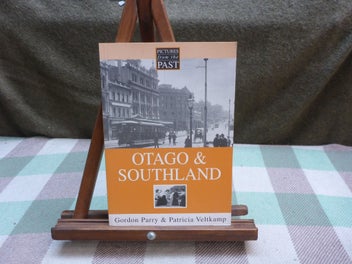 PICTURES
from the
PAST
OTAGO &
SOUTHLAND
Gordon Parry & Patricia Veltkamp